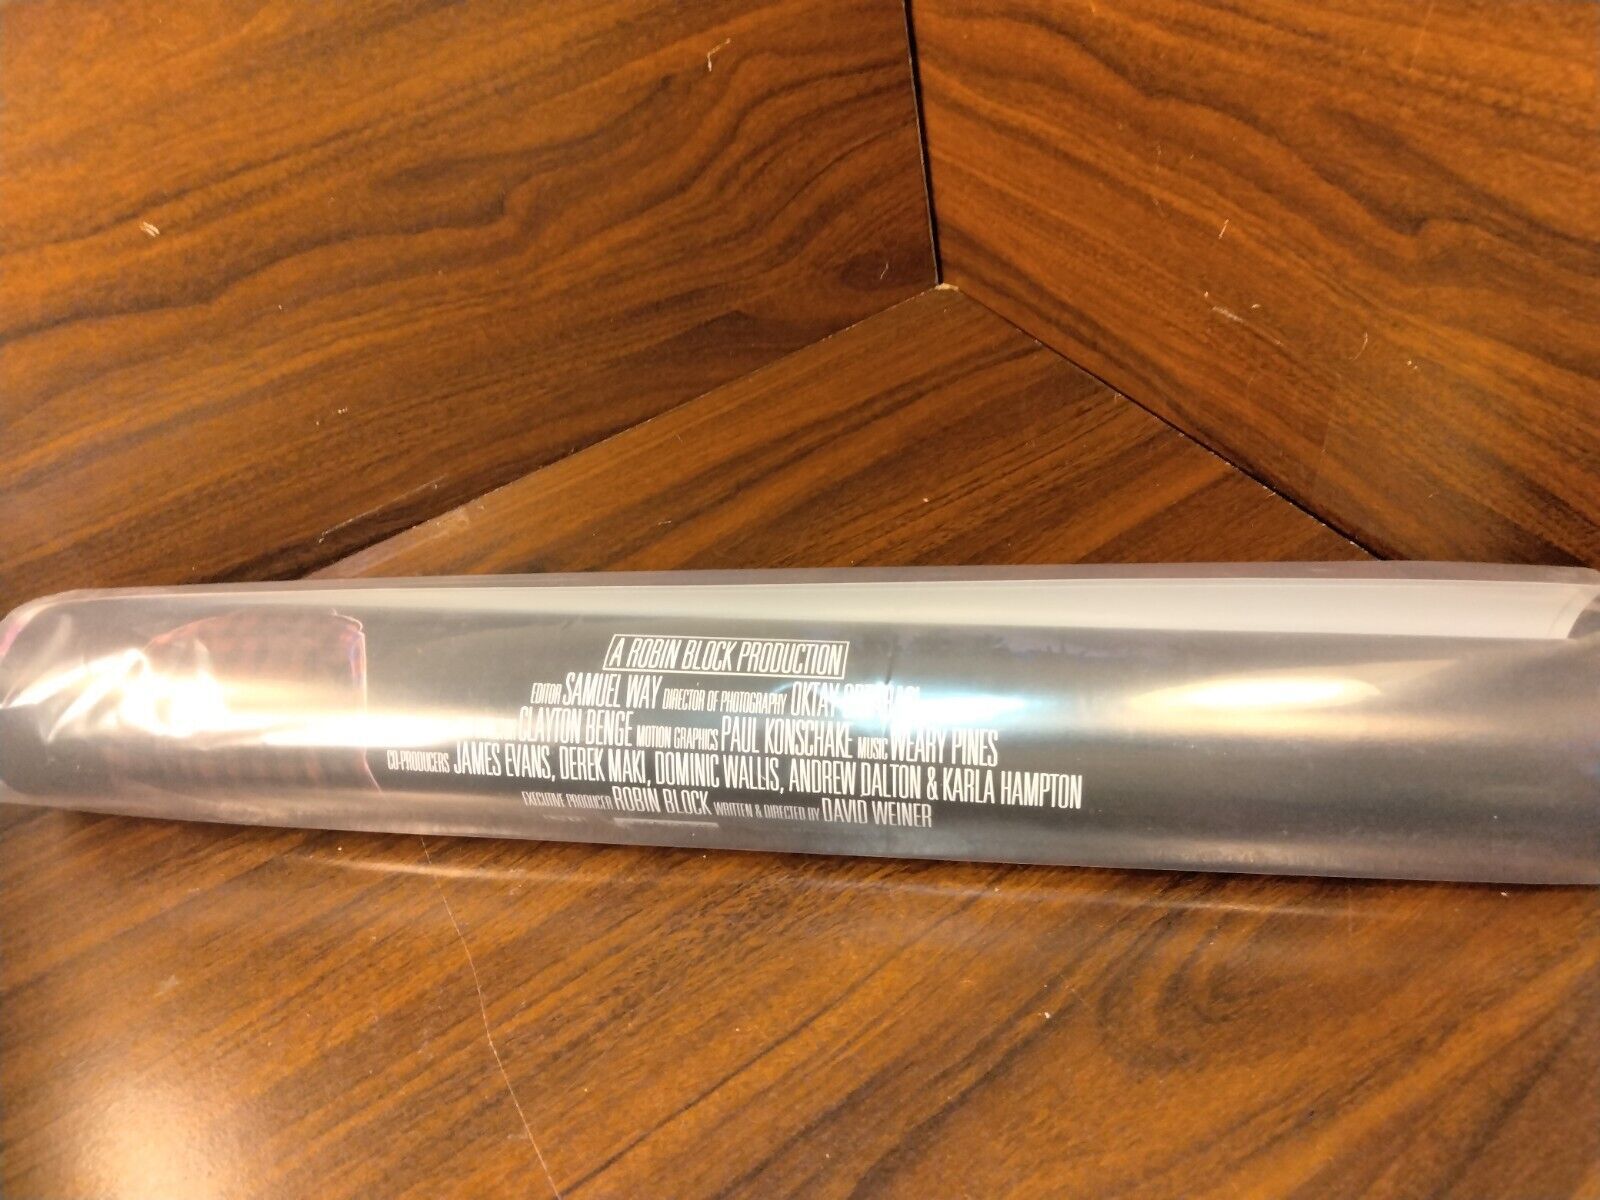 A ROBIN BLOCK PRODUCTION
EDITOR SAMUEL WAY DIRECTOR OF PHOTOGRAPHY OKTAY
CLAYTON BENGE MOTION GRAPHICS PAUL KONSCHAKE MUSIC WEARY PINES
CO-PRODUCERS JAMES EVANS, DEREK MAKI, DOMINIC WALLIS, ANDREW DALTON & KARLA HAMPTON
EXECUTIVE PRODUCER ROBIN BLOCK WRITTEN & DIRECTED BY DAVID WEINER